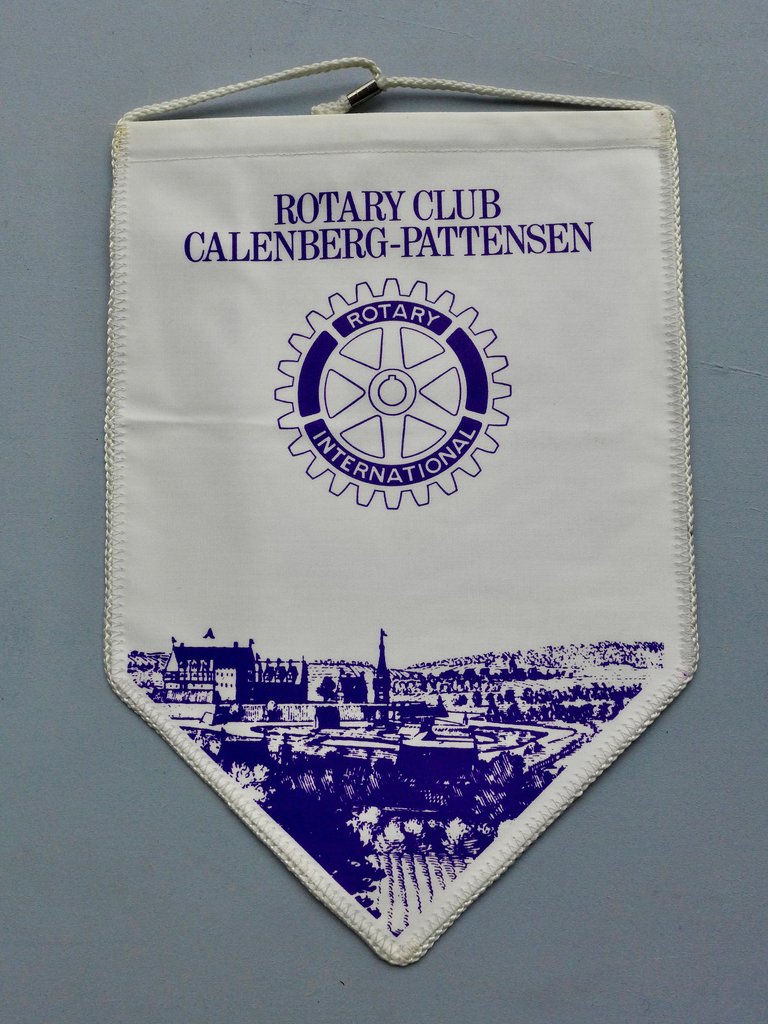 ROTARY CLUB
CALENBERG-PATTENSEN
ROTARY
INTERNATIONAL